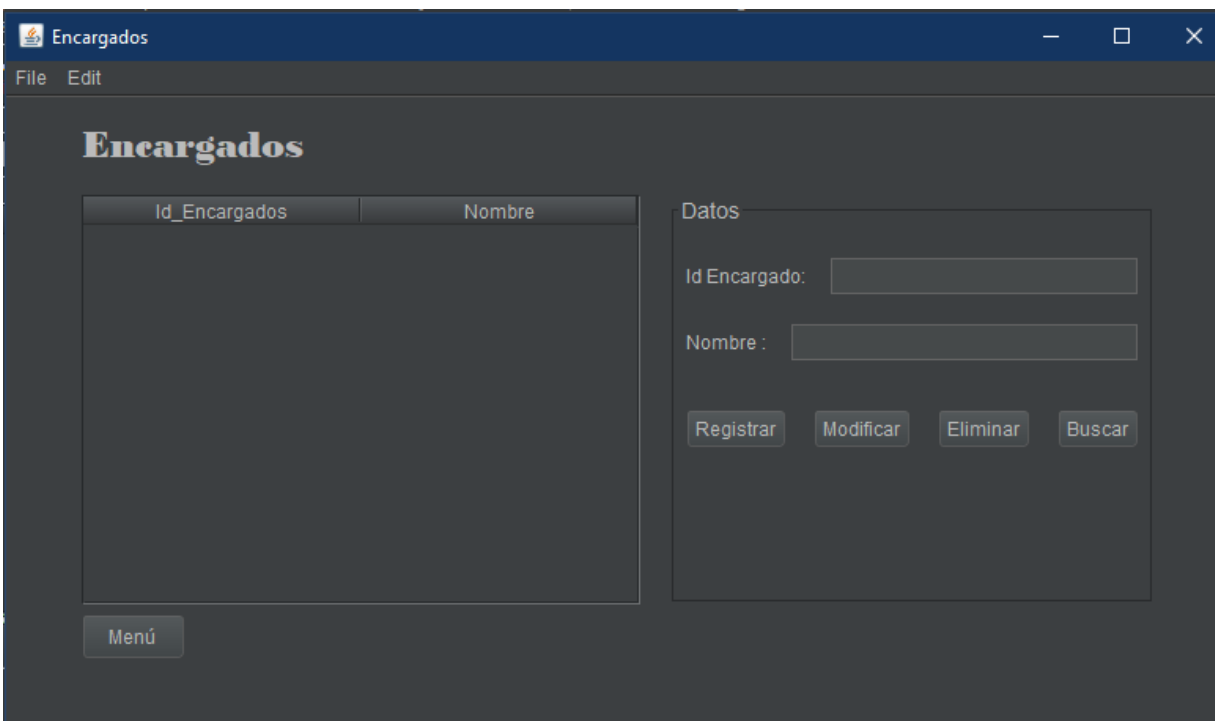 Encargados
File Edit
Encargados
Id_Encargados Nombre
Datos
Id Encargado:
Nombre :
Registrar Modificar Eliminar Buscar
Menú